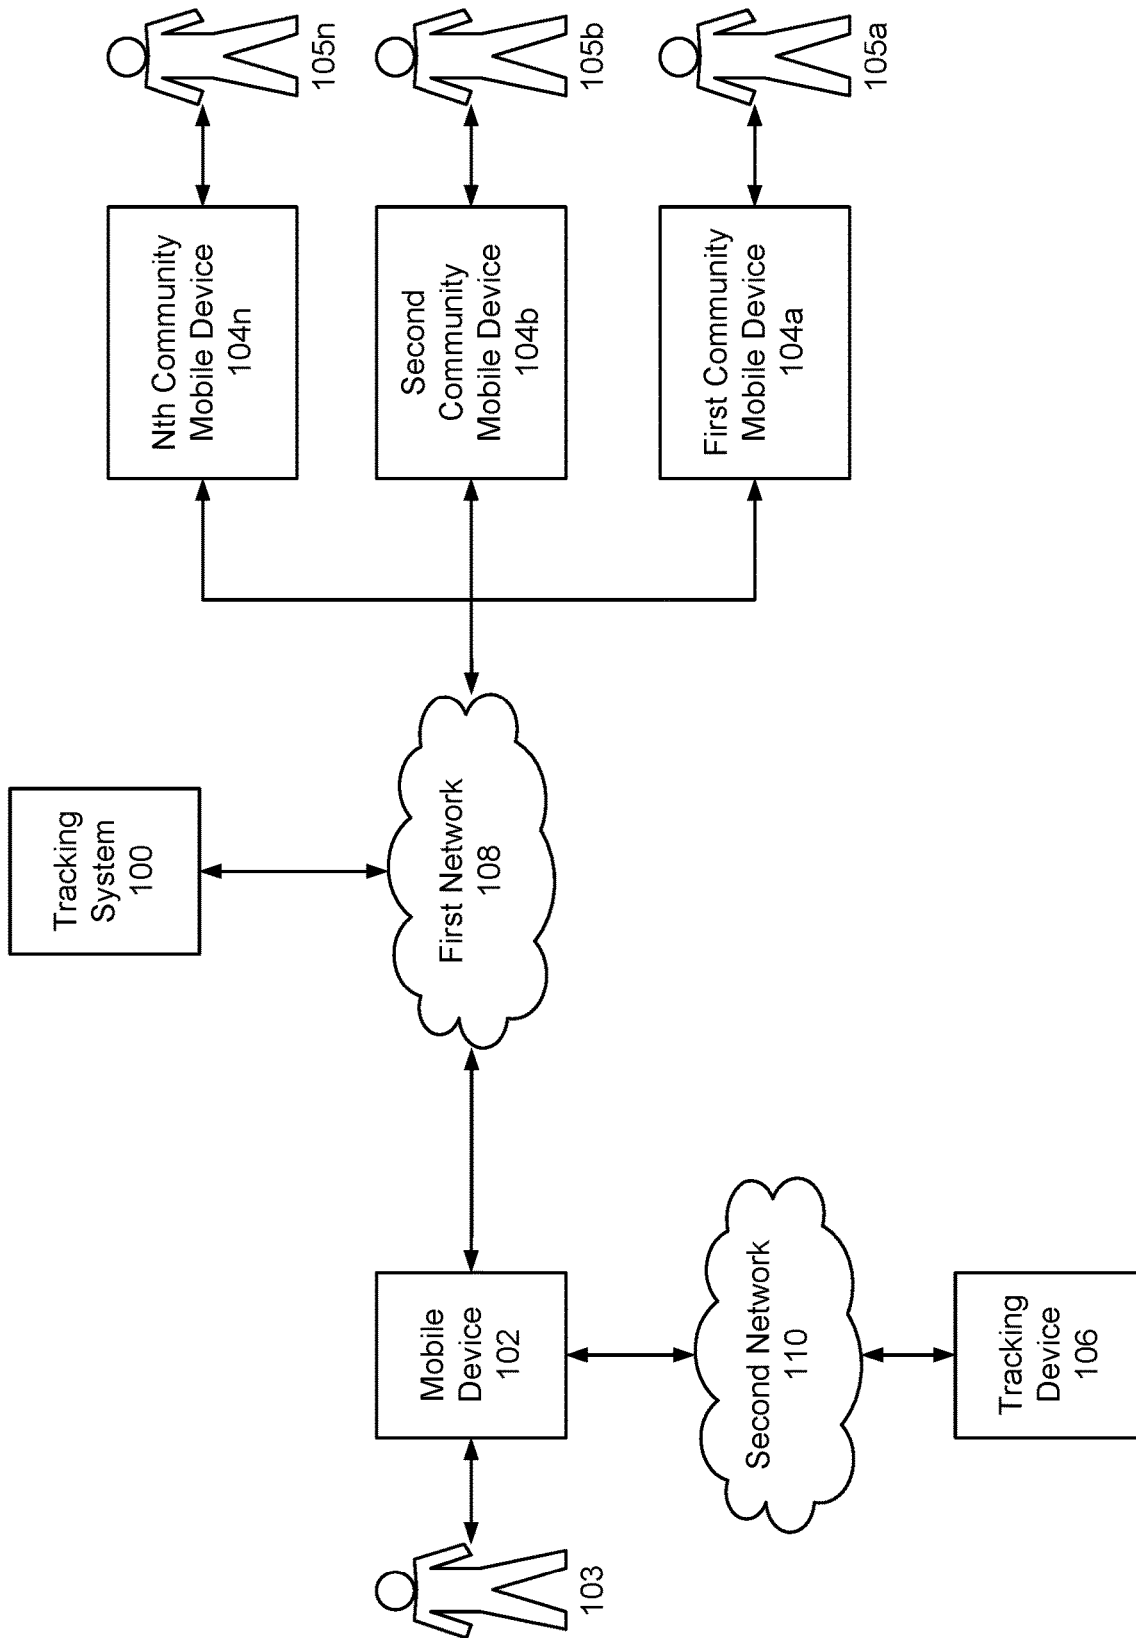 Tracking
System
100
Nth Community
Mobile Device
104n
105n
103
Mobile
Device
102
First Network
108
Second
Community
Mobile Device
104b
105b
Second Network
110
First Community
Mobile Device
104a
105a
Tracking
Device
106